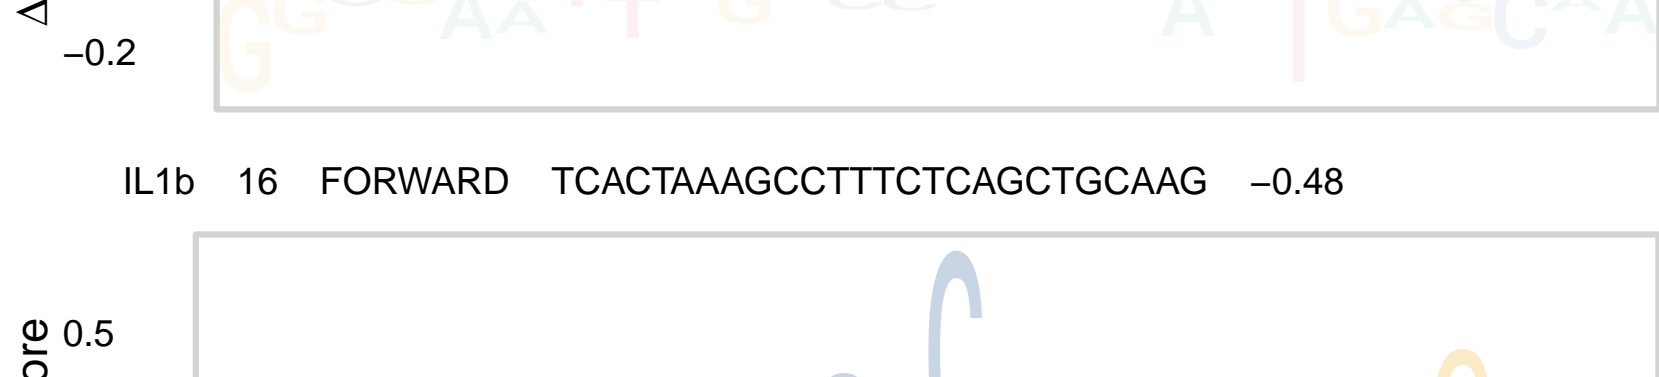 Δ
−0.2
G G A A T T G C C A T G A G C A A
IL1b 16 FORWARD TCACTAAAGCCTTTCTCAGCTGCAAG −0.48
0.5
C